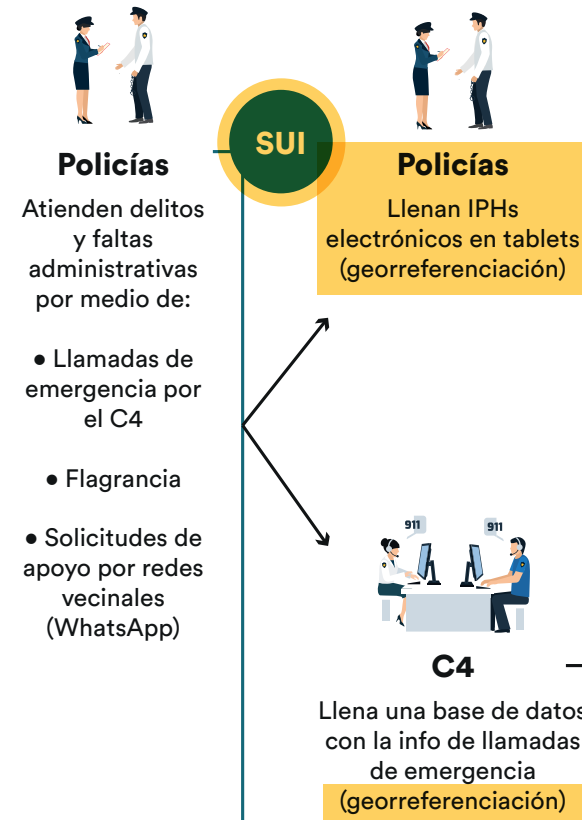 SUI
Policías
Atienden delitos
y faltas
administrativas
por medio de:
● Llamadas de
emergencia por
el C4
● Flagrancia
● Solicitudes de
apoyo por redes
vecinales
(WhatsApp)
Policías
Llenan IPHs
electrónicos en tablets
(georreferenciación)
911
911
C4
Llena una base de datos
con la info de llamadas
de emergencia
(georreferenciación)